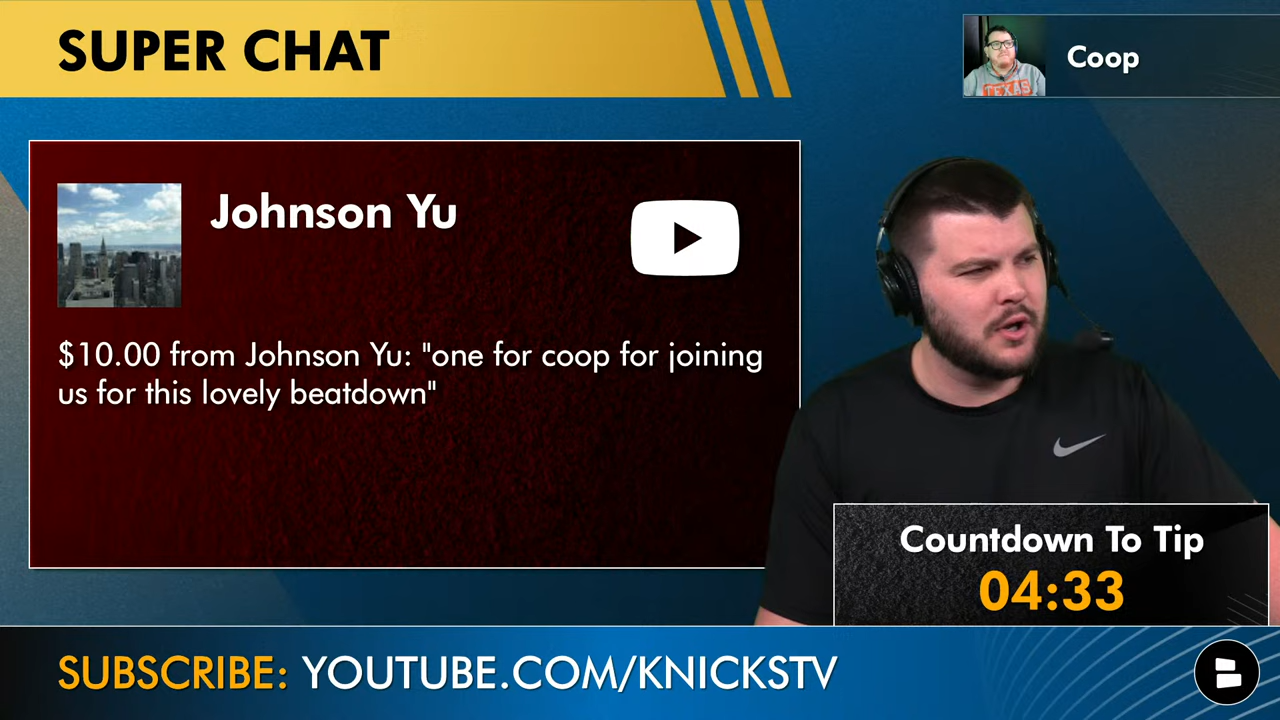 SUPER CHAT
Coop
TEXAS
Johnson Yu
$10.00 from Johnson Yu: "one for coop for joining
us for this lovely beatdown"
Countdown To Tip
04:33
SUBSCRIBE: YOUTUBE.COM/KNICKSTV